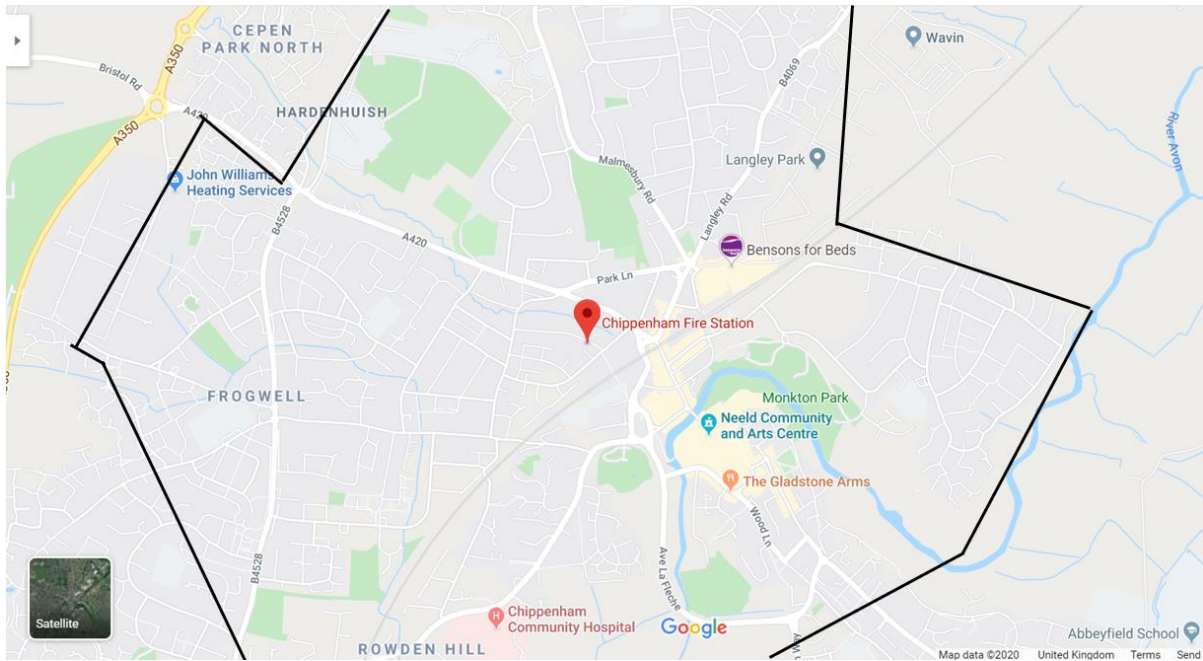 CEPEN
PARK NORTH
A350
Bristol Rd
A350
HARDENHUISH
John Williams
Heating Services
B4528
A420
Malmesbury Rd
B4069
Wavin
Langley Park
Langley Rd
River Avon
Bensons for Beds
Park Ln
Chippenham Fire Station
FROGWELL
Monkton Park
Neeld Community
and Arts Centre
The Gladstone Arms
Wood Ln
B4528
Ave La Fleche
Chippenham
Community Hospital
ROWDEN HILL
Satellite
Google
Abbeyfield School
Map data ©2020 United Kingdom Terms Send